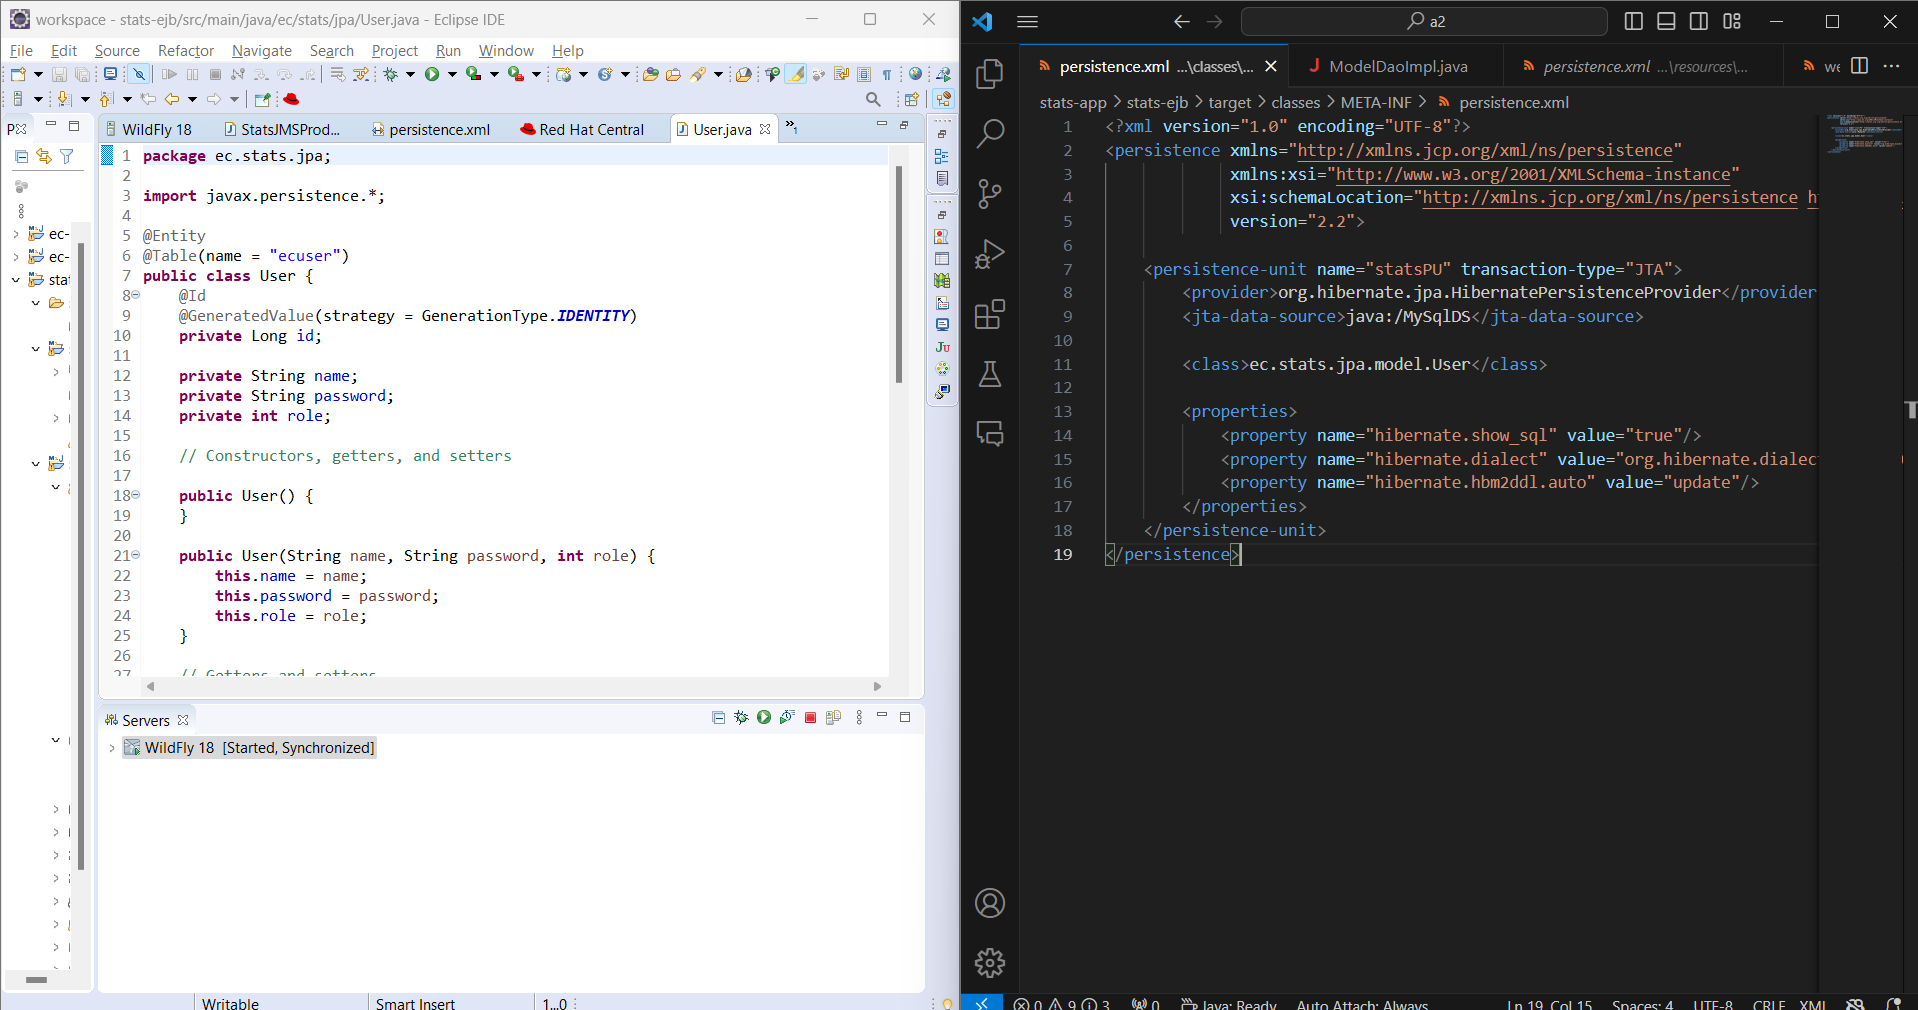 workspace - stats-ejb/src/main/java/ec/stats/jpa/User.java - Eclipse IDE
File Edit Source Refactor Navigate Search Project Run Window Help
WildFly 18 StatsJMSProd... persistence.xml Red Hat Central User.java
ec-
ec-
stat
1 package ec.stats.jpa;
2
3 import javax.persistence.*;
4
5 @Entity
6 @Table(name = "ecuser")
7 public class User {
8 @Id
9 @GeneratedValue(strategy = GenerationType.IDENTITY)
10 private Long id;
11
12 private String name;
13 private String password;
14 private int role;
15
16 // Constructors, getters, and setters
17
18 public User() {
19 }
20
21 public User(String name, String password, int role) {
22 this.name = name;
23 this.password = password;
24 this.role = role;
25 }
26
27 // Getters and setters
Servers
WildFly 18 [Started, Synchronized]
Writable Smart Insert 1...0
a2
persistence.xml ...\classes\... ModelDaoImpl.java persistence.xml ...\resources\... we
stats-app > stats-ejb > target > classes > META-INF > persistence.xml
1 <?xml version="1.0" encoding="UTF-8"?>
2 <persistence xmlns="http://xmlns.jcp.org/xml/ns/persistence"
3 xmlns:xsi="http://www.w3.org/2001/XMLSchema-instance"
4 xsi:schemaLocation="http://xmlns.jcp.org/xml/ns/persistence
5 version="2.2">
6
7 <persistence-unit name="statsPU" transaction-type="JTA">
8 <provider>org.hibernate.jpa.HibernatePersistenceProvider</provider
9 <jta-data-source>java:/MySqlDS</jta-data-source>
10
11 <class>ec.stats.jpa.model.User</class>
12
13 <properties>
14 <property name="hibernate.show_sql" value="true"/>
15 <property name="hibernate.dialect" value="org.hibernate.dialec
16 <property name="hibernate.hbm2ddl.auto" value="update"/>
17 </properties>
18 </persistence-unit>
19 </persistence>
0 9 3 0 Java: Ready Auto Attach: Always Ln 19, Col 15 Spaces: 4 UTF-8 CRLF XML